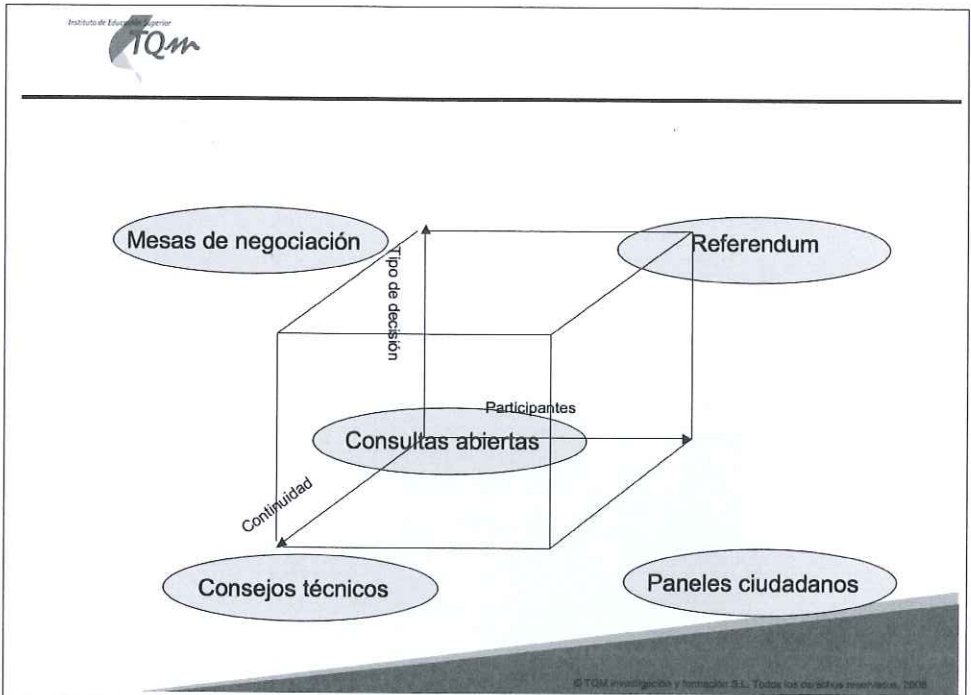 Instituto de Educación Superior
TQm
Mesas de negociación
Referendum
Tipo de decisión
Participantes
Consultas abiertas
Continuidad
Consejos técnicos
Paneles ciudadanos
© TQM investigación y formación S.L. Todos los derechos reservados, 2008